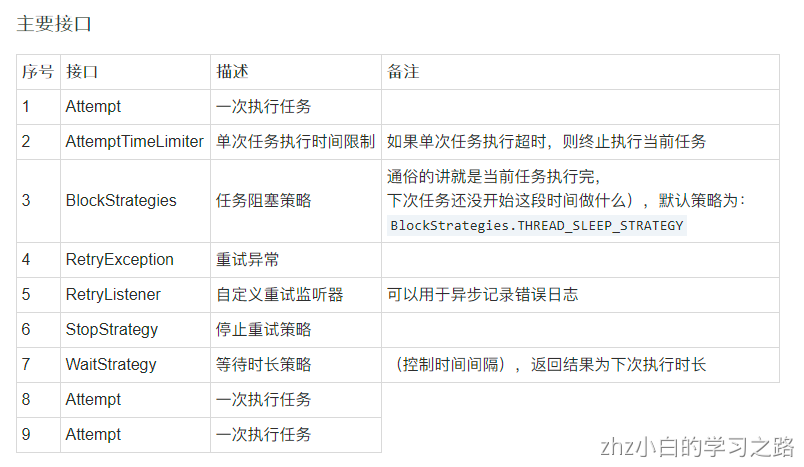 主要接口
序号 接口 描述 备注
1 Attempt 一次执行任务
2 AttemptTimeLimiter 单次任务执行时间限制 如果单次任务执行超时，则终止执行当前任务
3 BlockStrategies 任务阻塞策略 通俗的讲就是当前任务执行完，
下次任务还没开始这段时间做什么），默认策略为：
BlockStrategies.THREAD_SLEEP_STRATEGY
4 RetryException 重试异常
5 RetryListener 自定义重试监听器 可以用于异步记录错误日志
6 StopStrategy 停止重试策略
7 WaitStrategy 等待时长策略 （控制时间间隔），返回结果为下次执行时长
8 Attempt 一次执行任务
9 Attempt 一次执行任务
zhz小白的学习之路